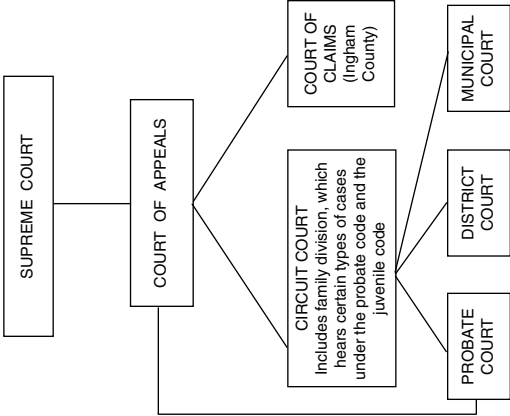 SUPREME COURT
COURT OF APPEALS
CIRCUIT COURT
Includes family division, which
hears certain types of cases
under the probate code and the
juvenile code
COURT OF
CLAIMS
(Ingham
County)
PROBATE
COURT
DISTRICT
COURT
MUNICIPAL
COURT